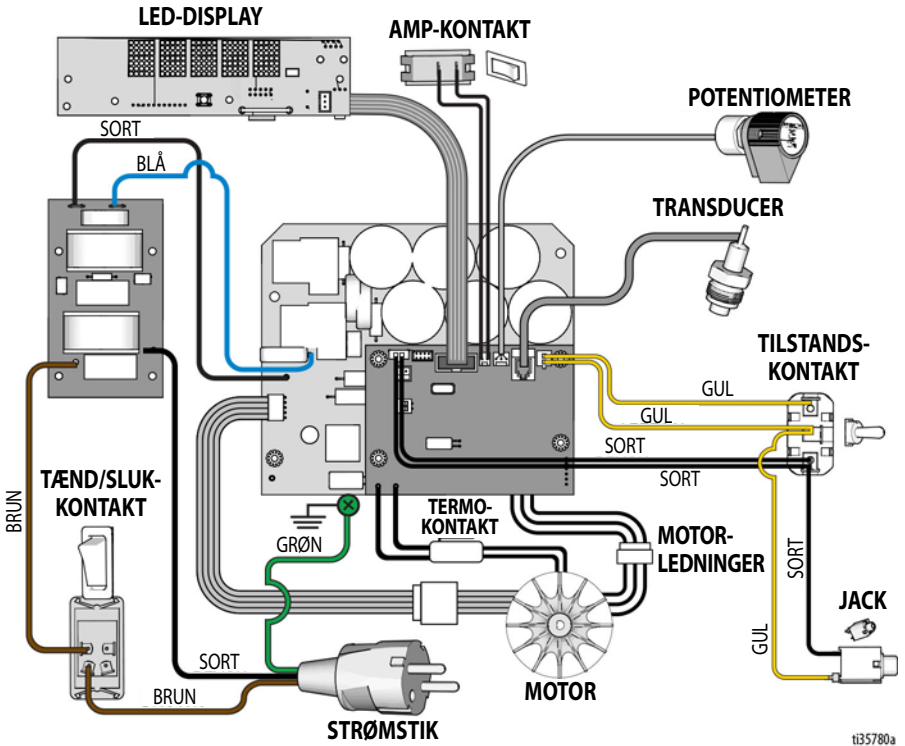 LED-DISPLAY
AMP-KONTAKT
POTENTIOMETER
SORT
BLÅ
TRANSDUCER
TILSTANDS-
KONTAKT
GUL
GUL
SORT
SORT
TÆND/SLUK-
KONTAKT
BRUN
TERMO-
KONTAKT
GRØN
MOTOR-
LEDNINGER
SORT
JACK
GUL
SORT
BRUN
MOTOR
STRØMSTIK
ti35780a